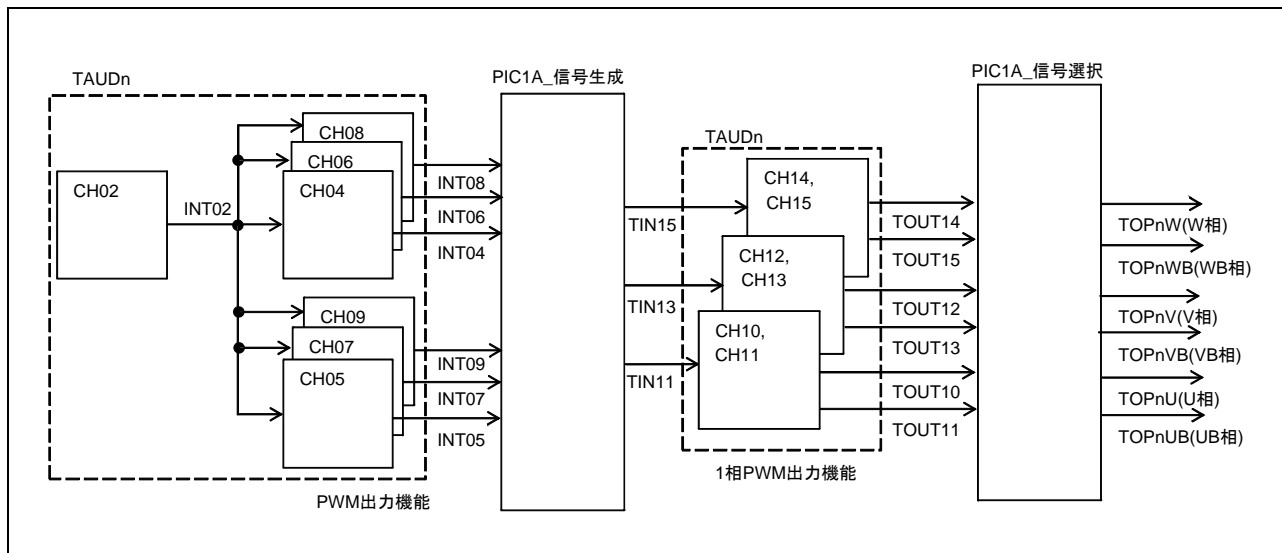 TAUDn
CH02
INT02
CH08
CH06
CH04
INT08
INT06
INT04
CH09
CH07
CH05
INT09
INT07
INT05
PWM出力機能
PIC1A_信号生成
TIN15
TIN13
TIN11
TAUDn
CH14,
CH15
CH12,
CH13
CH10,
CH11
TOUT14
TOUT15
TOUT12
TOUT13
TOUT10
TOUT11
1相PWM出力機能
PIC1A_信号選択
TOPnW(W相)
TOPnWB(WB相)
TOPnV(V相)
TOPnVB(VB相)
TOPnU(U相)
TOPnUB(UB相)